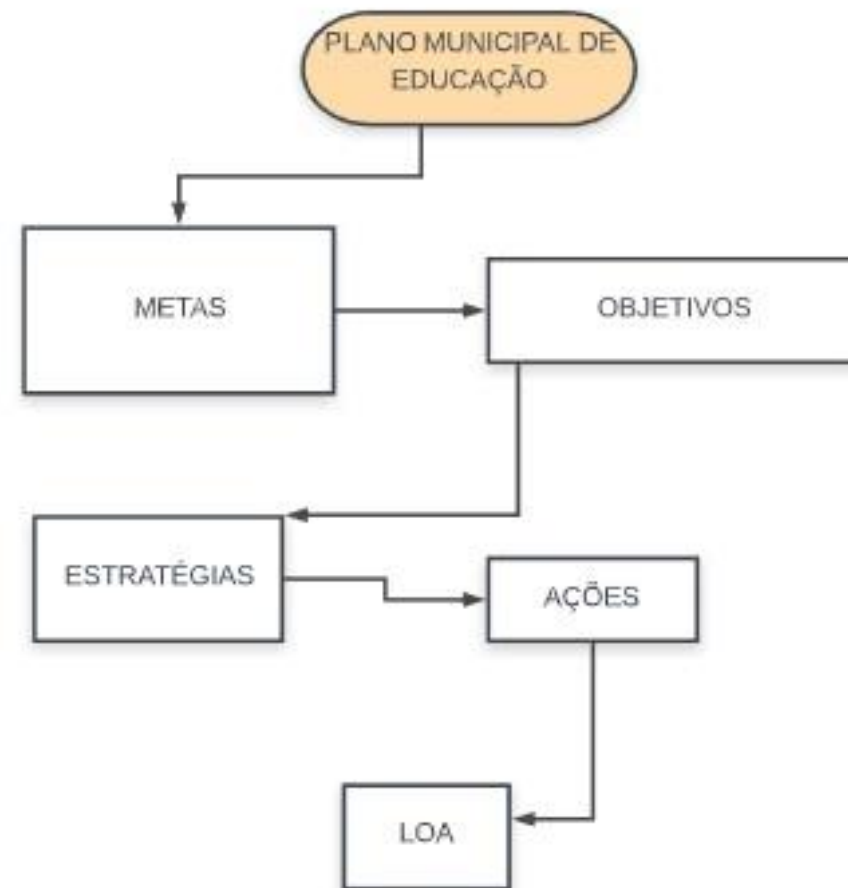 PLANO MUNICIPAL DE
EDUCAÇÃO
METAS
OBJETIVOS
ESTRATÉGIAS
AÇÕES
LOA